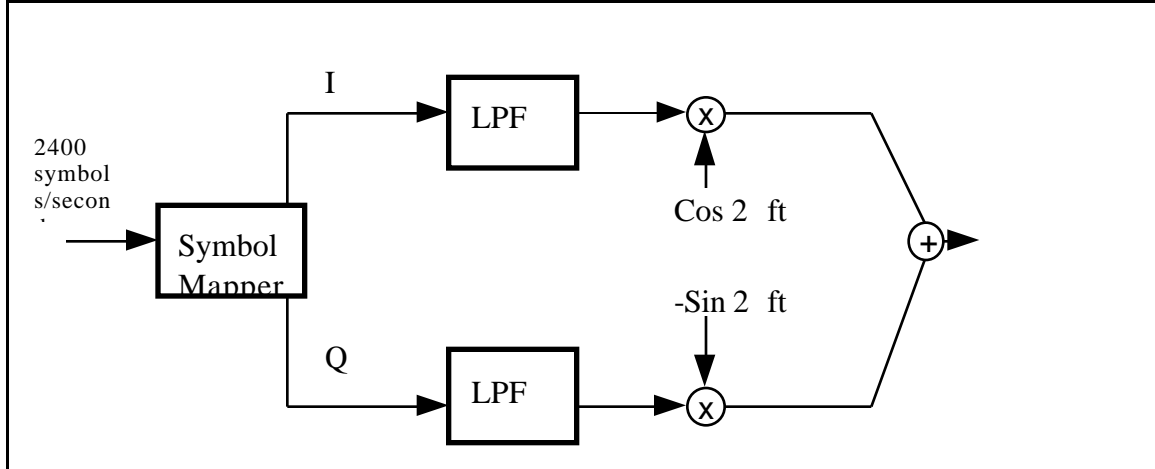 I
LPF
x
2400
symbol
s/secon
Cos 2 ft
Symbol
Mapper
+
-Sin 2 ft
Q
LPF
x